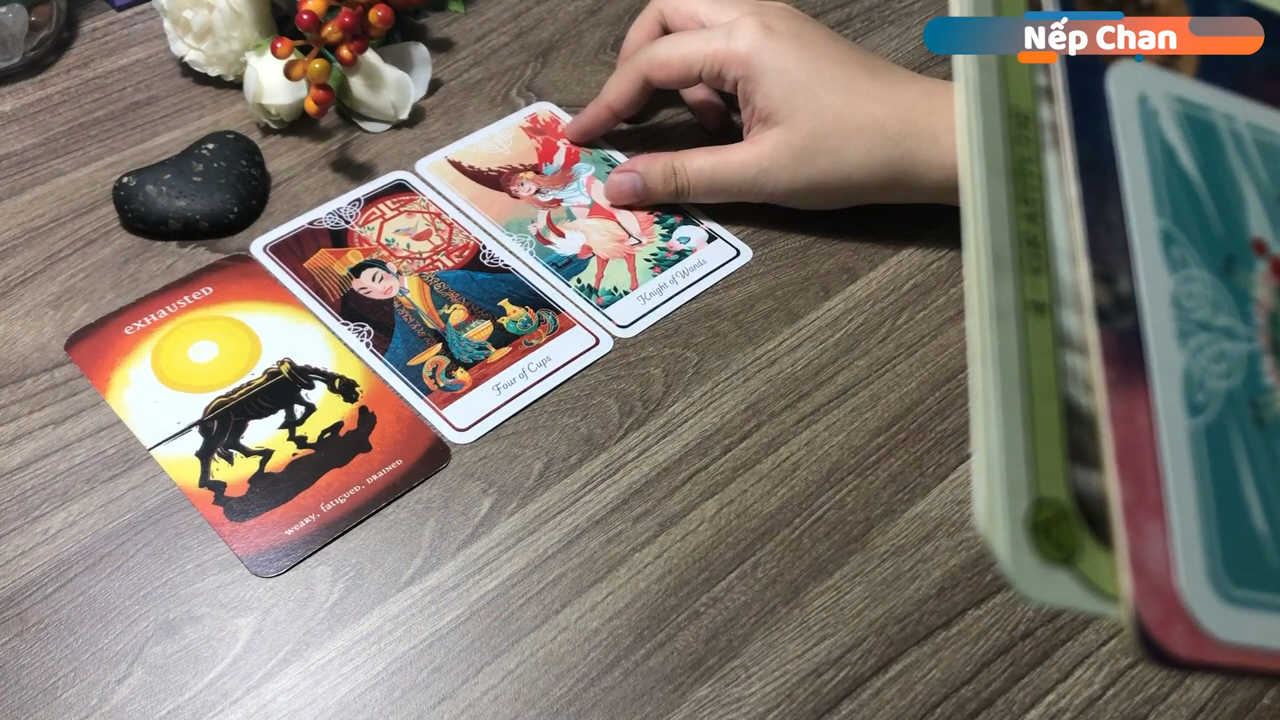 Nếp Chan
exHausteD
weaRy, fatigueD, DRaineD
Four of Cups
Knight of Wands